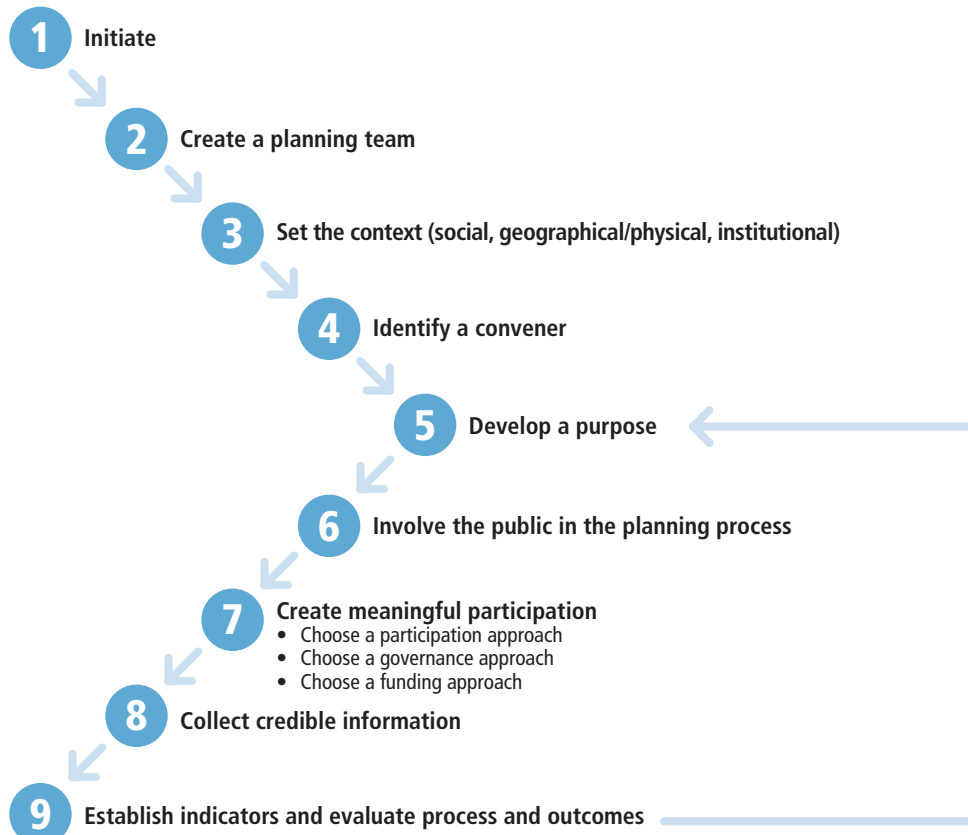 1 Initiate
2 Create a planning team
3 Set the context (social, geographical/physical, institutional)
4 Identify a convener
5 Develop a purpose
6 Involve the public in the planning process
7 Create meaningful participation
• Choose a participation approach
• Choose a governance approach
• Choose a funding approach
8 Collect credible information
9 Establish indicators and evaluate process and outcomes